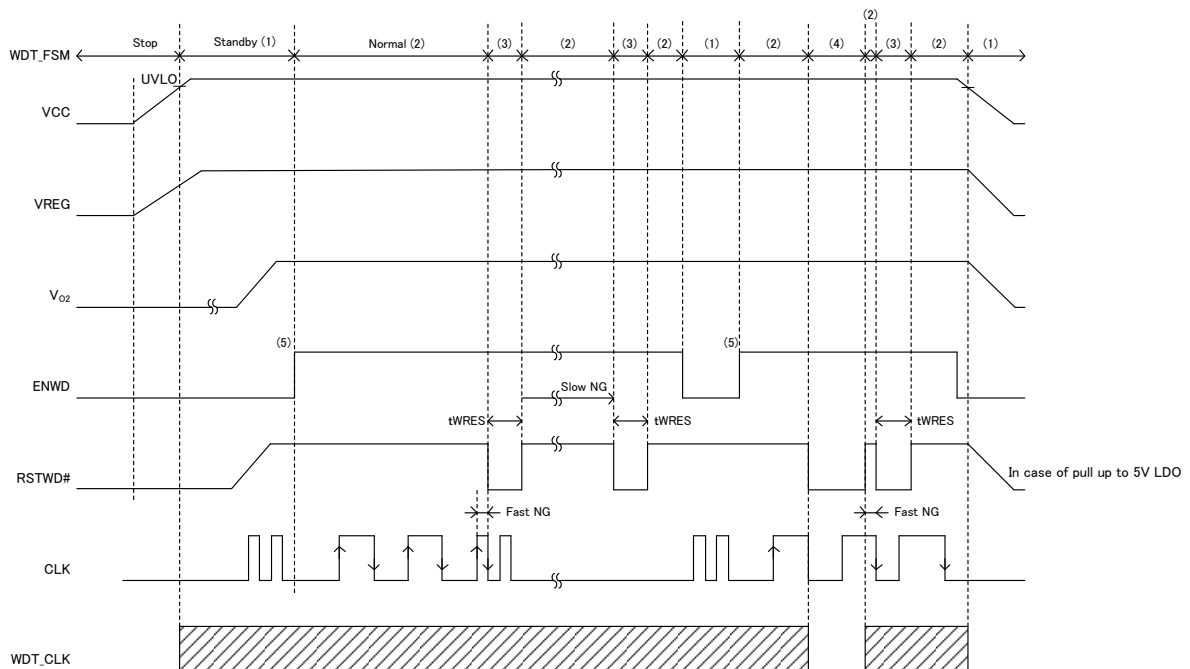 (2)
WDT_FSM Stop Standby (1) Normal (2) (3) (2) (3) (2) (1) (2) (4) (3) (2) (1)
UVLO
VCC
VREG
VO2
(5) (5)
ENWD
Slow NG
tWRES tWRES tWRES
RSTWD#
In case of pull up to 5V LDO
Fast NG Fast NG
CLK
WDT_CLK